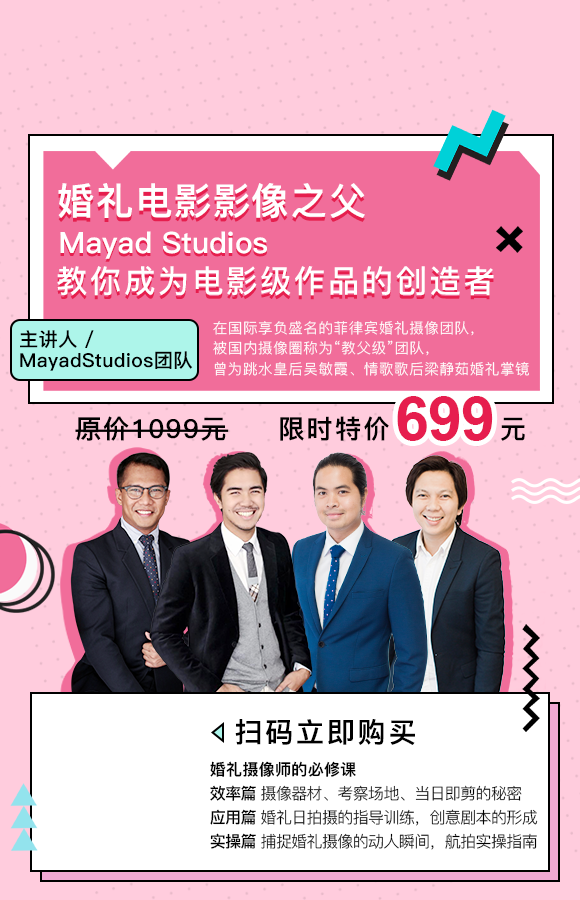 婚礼电影影像之父
Mayad Studios
教你成为电影级作品的创造者
主讲人 /
MayadStudios团队
在国际享负盛名的菲律宾婚礼摄像团队，
被国内摄像圈称为“教父级”团队，
曾为跳水皇后吴敏霞、情歌歌后梁静茹婚礼掌镜
原价1099元 限时特价699元
扫码立即购买
婚礼摄像师的必修课
效率篇 摄像器材、考察场地、当日即剪的秘密
应用篇 婚礼日拍摄的指导训练，创意剧本的形成
实操篇 捕捉婚礼摄像的动人瞬间，航拍实操指南